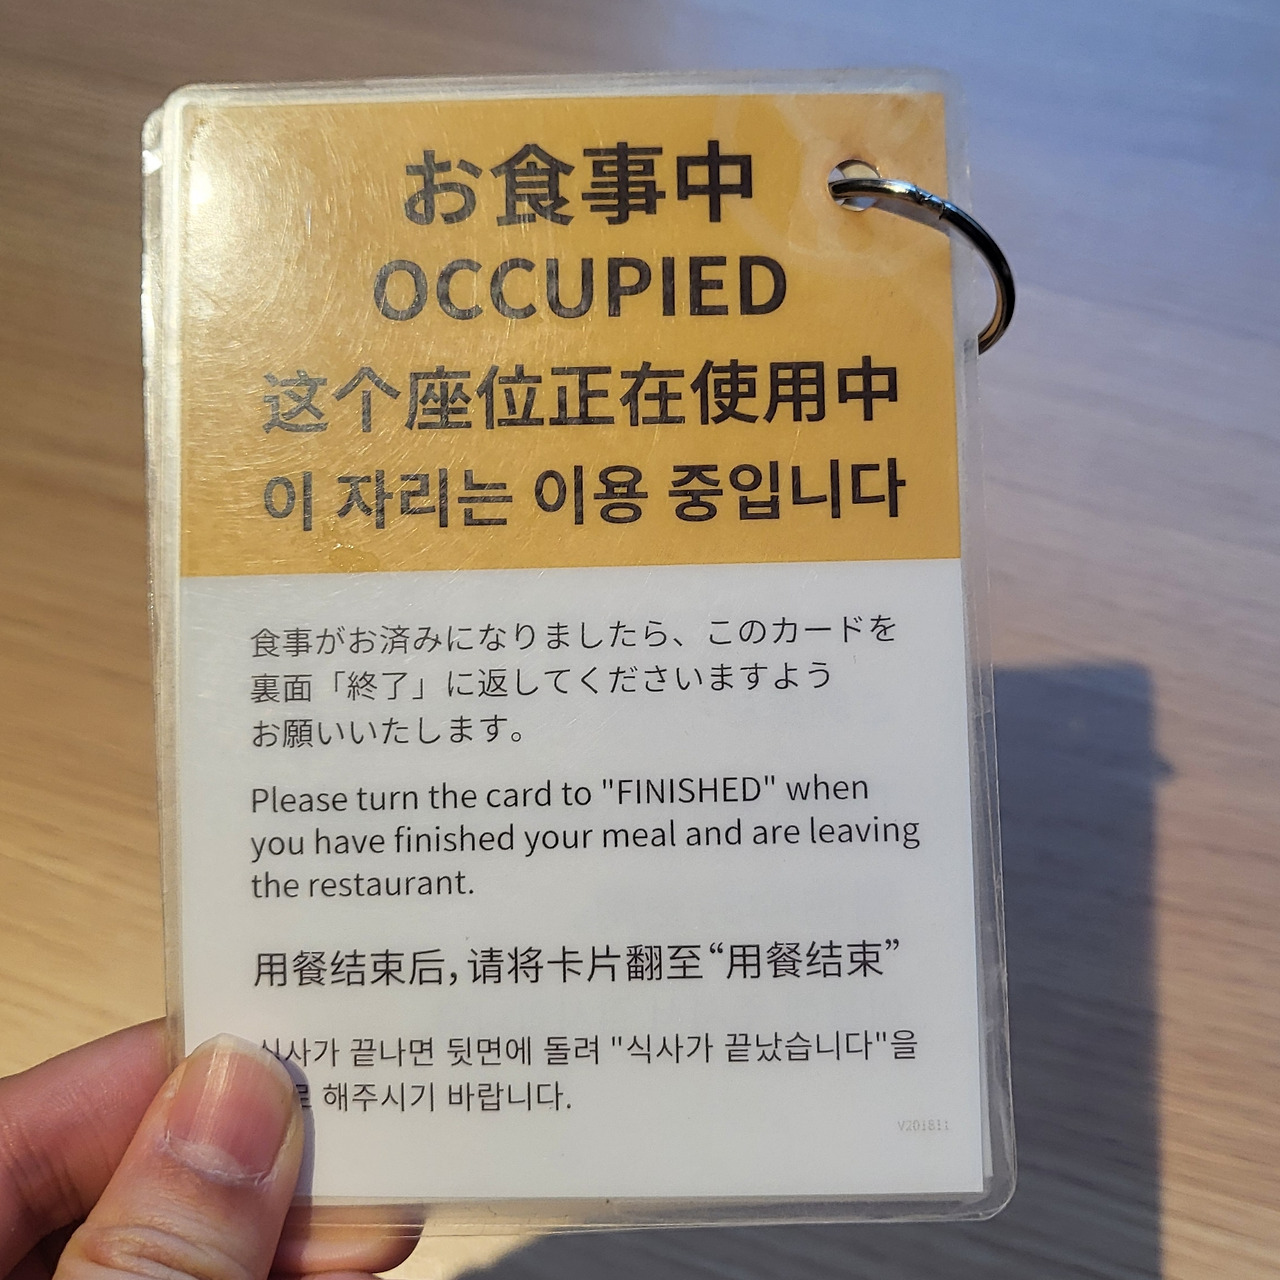 お食事中
OCCUPIED
这个座位正在使用中
이 자리는 이용 중입니다
食事がお済みになりましたら、このカードを
裏面「終了」に返してくださいますよう
お願いいたします。
Please turn the card to "FINISHED" when
you have finished your meal and are leaving
the restaurant.
用餐结束后，请将卡片翻至“用餐结束”
식사가 끝나면 뒷면에 돌려 "식사가 끝났습니다"을
해주시기 바랍니다.